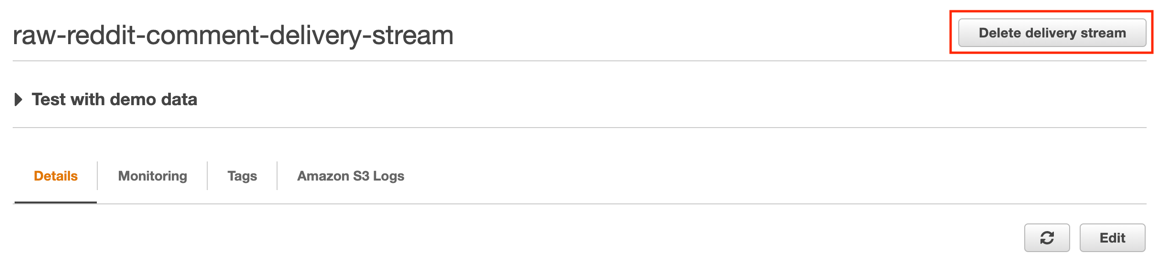 raw-reddit-comment-delivery-stream
Delete delivery stream
Test with demo data
Details
Monitoring
Tags
Amazon S3 Logs
Edit